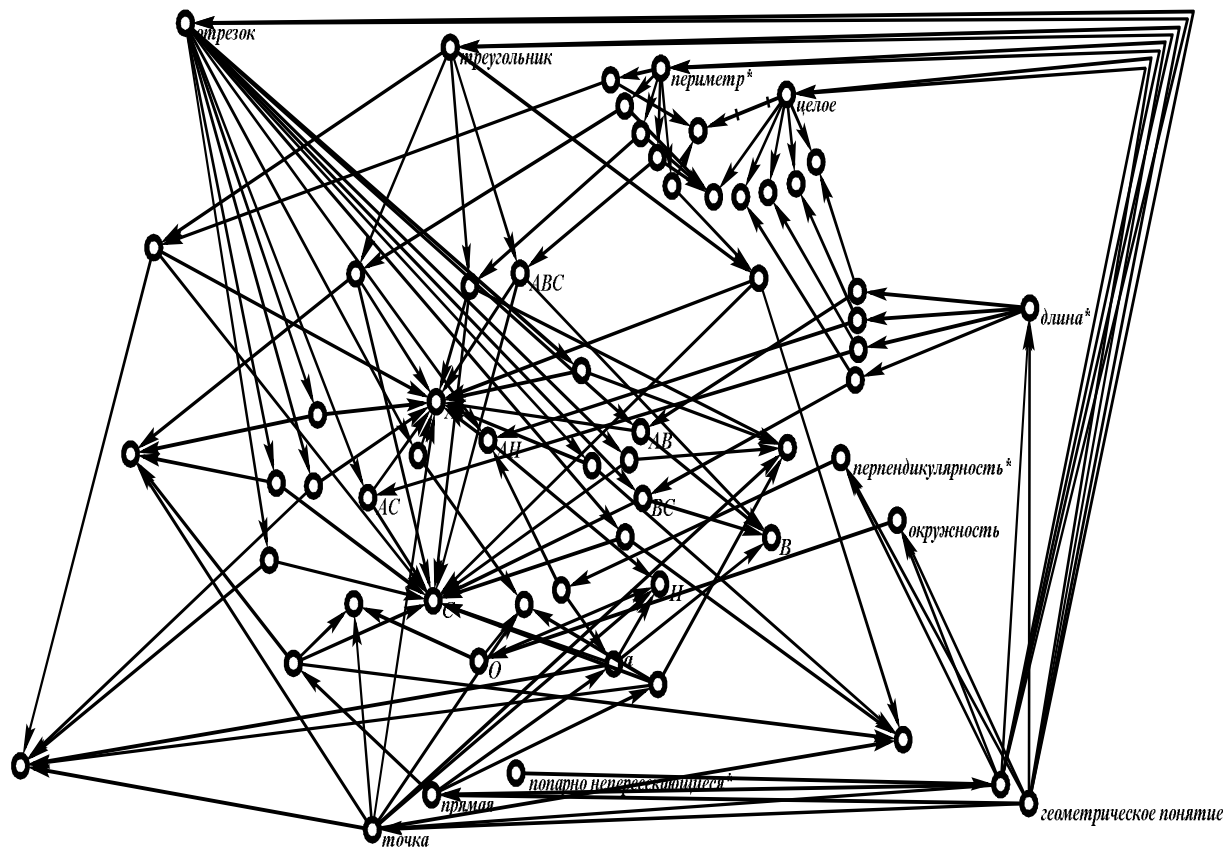 отрезок
треугольник
периметр*
целое
ABC
длина*
A
AH
AB
перпендикулярность*
AC
BC
окружность
B
H
C
O
a
попарно непересекающиеся*
прямая
точка
геометрическое понятие